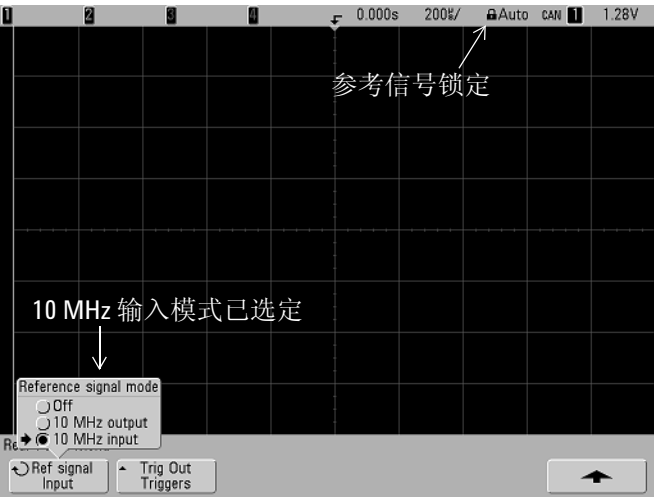 1 2 3 4 0.000s 200㎲/ Auto CAN 1 1.28V
参考信号锁定
10 MHz 输入模式已选定
Reference signal mode
Off
10 MHz output
10 MHz input
Ref signal
Input
Trig Out
Triggers